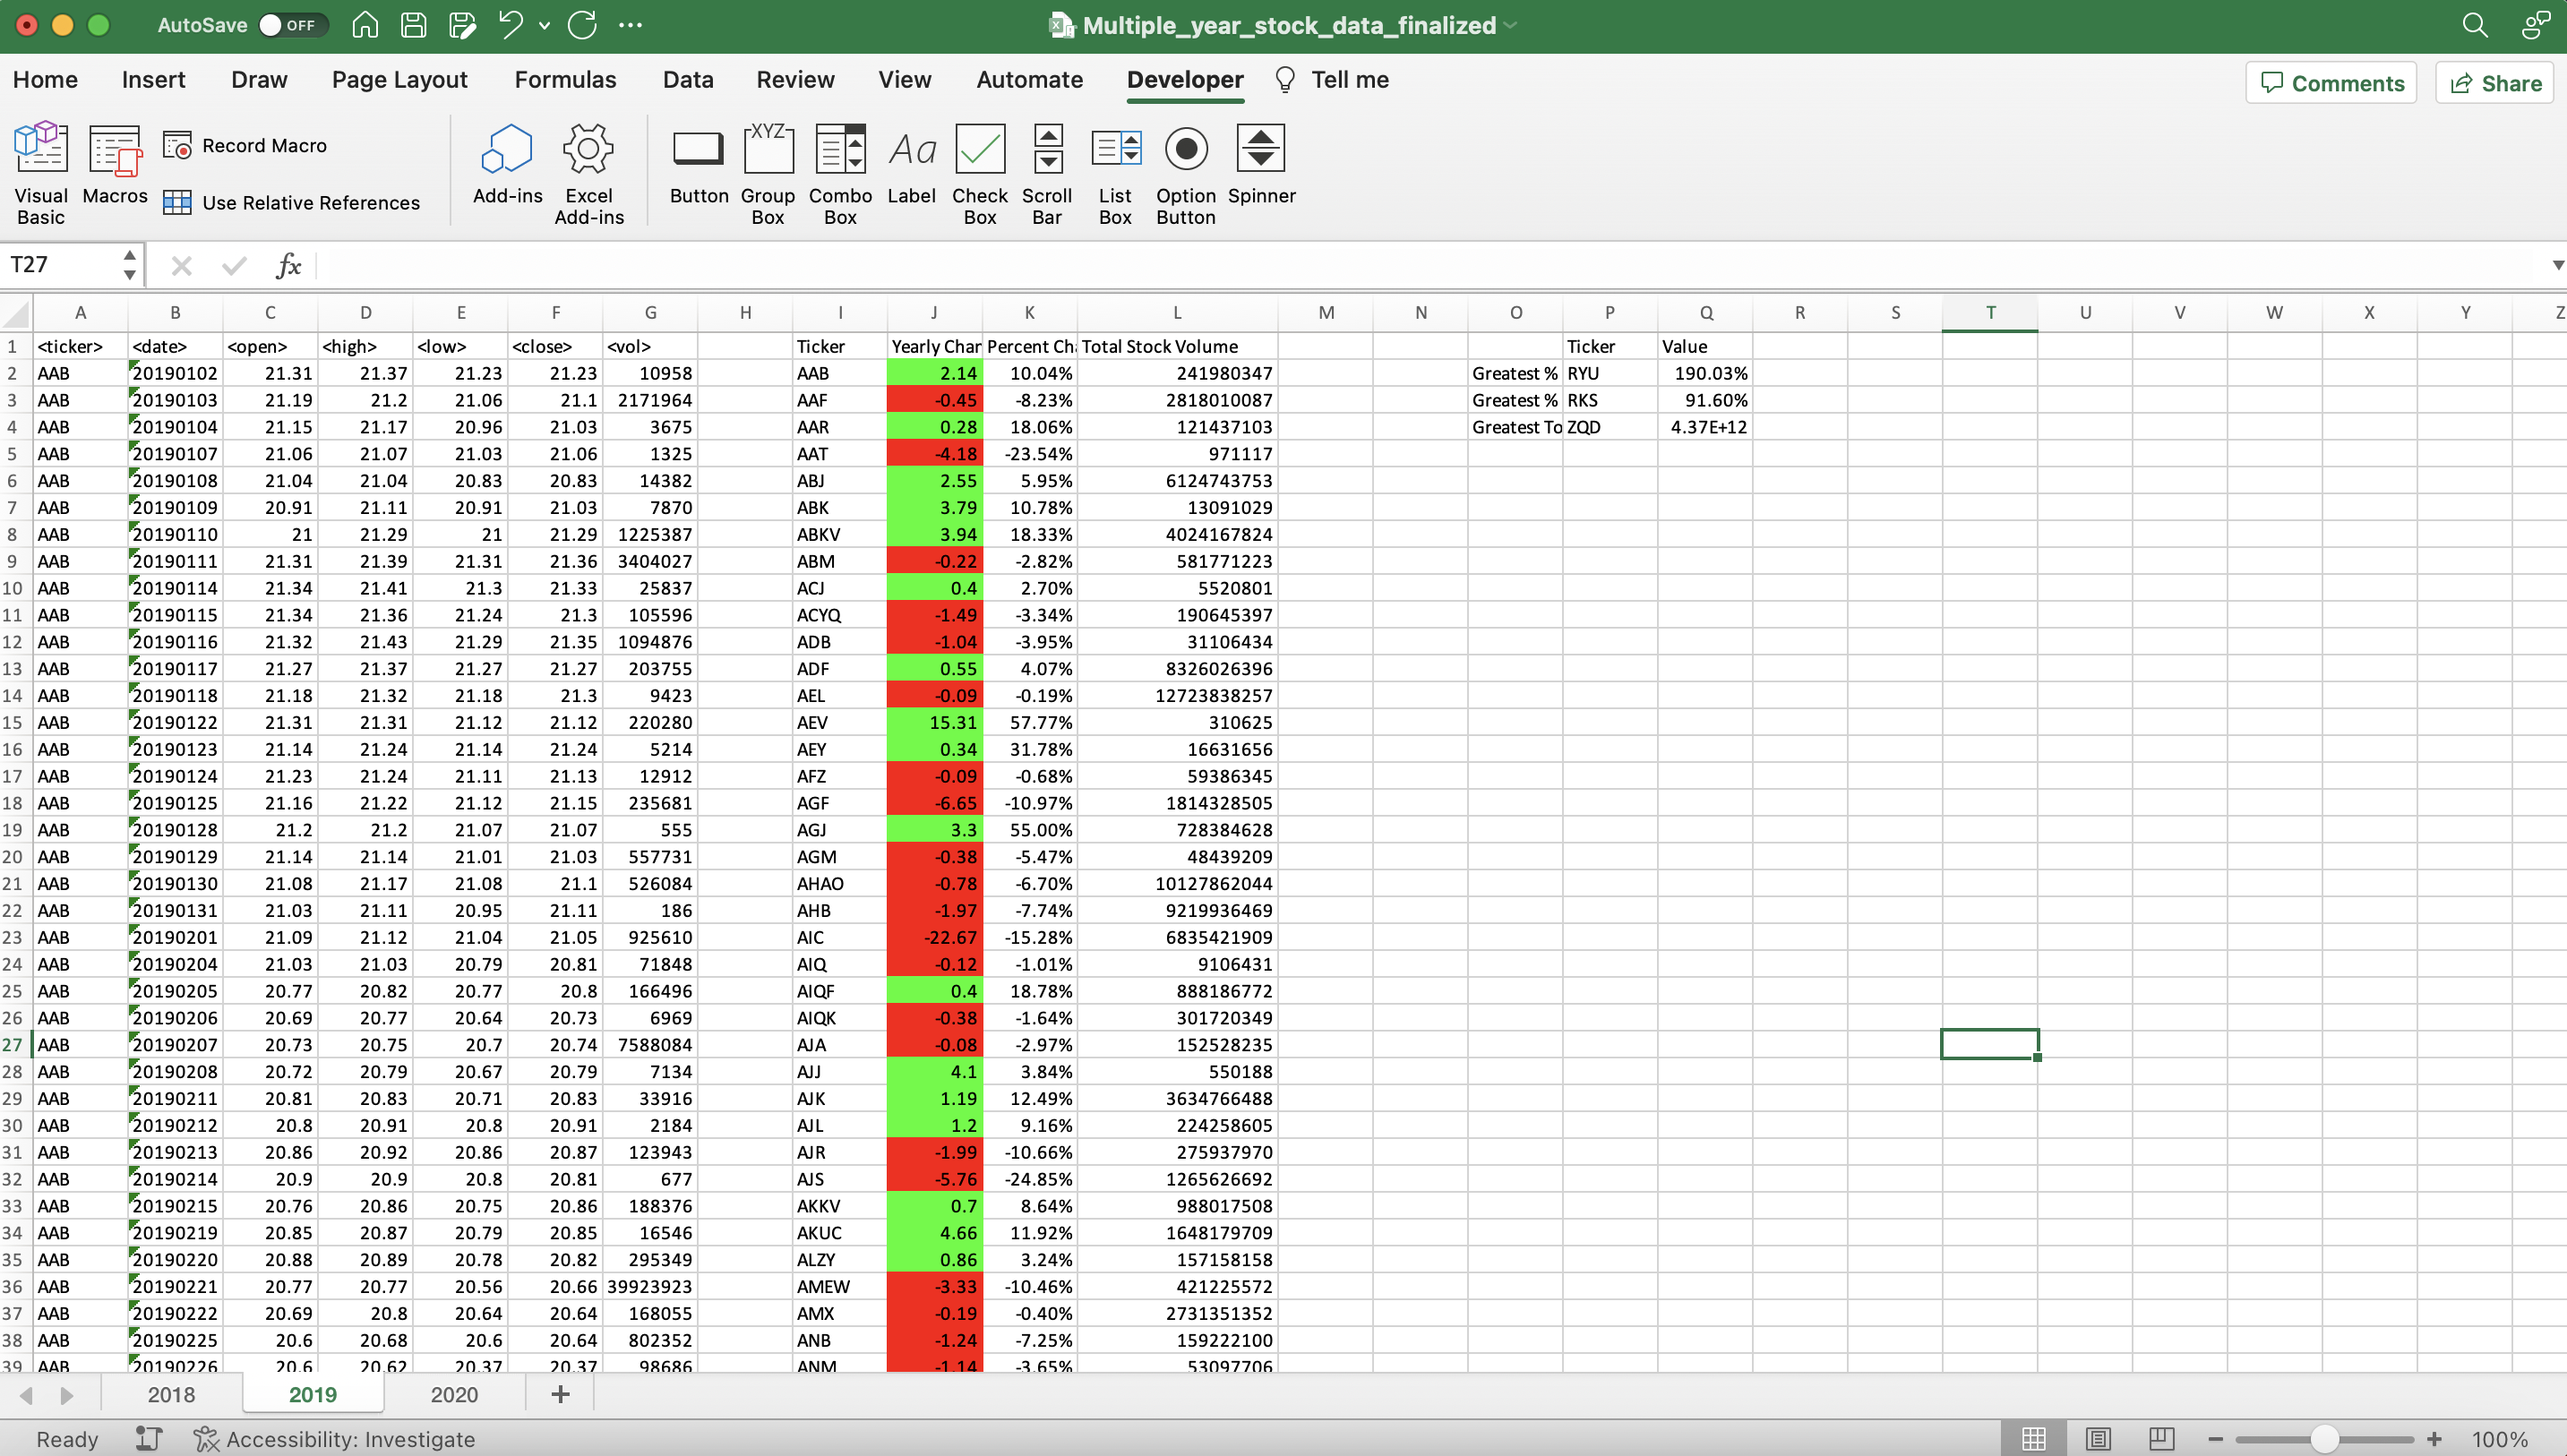 AutoSave OFF Multiple_year_stock_data_finalized
Home Insert Draw Page Layout Formulas Data Review View Automate Developer Tell me Comments Share
Visual Basic Macros Record Macro Use Relative References Add-ins Excel Add-ins Button XYZ Group Box Combo Box Aa Label Check Box Scroll Bar List Box Option Button Spinner
T27 fx
A B C D E F G H I J K L M N O P Q R S T U V W X Y Z
1 <ticker> <date> <open> <high> <low> <close> <vol> Ticker Yearly Chan Percent Cha Total Stock Volume Ticker Value
2 AAB 20190102 21.31 21.37 21.23 21.23 10958 AAB 2.14 10.04% 241980347 Greatest % RYU 190.03%
3 AAB 20190103 21.19 21.2 21.06 21.1 2171964 AAF -0.45 -8.23% 2818010087 Greatest % RKS 91.60%
4 AAB 20190104 21.15 21.17 20.96 21.03 3675 AAR 0.28 18.06% 121437103 Greatest To ZQD 4.37E+12
5 AAB 20190107 21.06 21.07 21.03 21.06 1325 AAT -4.18 -23.54% 971117
6 AAB 20190108 21.04 21.04 20.83 20.83 14382 ABJ 2.55 5.95% 6124743753
7 AAB 20190109 20.91 21.11 20.91 21.03 7870 ABK 3.79 10.78% 13091029
8 AAB 20190110 21 21.29 21 21.29 1225387 ABKV 3.94 18.33% 4024167824
9 AAB 20190111 21.31 21.39 21.31 21.36 3404027 ABM -0.22 -2.82% 581771223
10 AAB 20190114 21.34 21.41 21.3 21.33 25837 ACJ 0.4 2.70% 5520801
11 AAB 20190115 21.34 21.36 21.24 21.3 105596 ACYQ -1.49 -3.34% 190645397
12 AAB 20190116 21.32 21.43 21.29 21.35 1094876 ADB -1.04 -3.95% 31106434
13 AAB 20190117 21.27 21.37 21.27 21.27 203755 ADF 0.55 4.07% 8326026396
14 AAB 20190118 21.18 21.32 21.18 21.3 9423 AEL -0.09 -0.19% 12723838257
15 AAB 20190122 21.31 21.31 21.12 21.12 220280 AEV 15.31 57.77% 310625
16 AAB 20190123 21.14 21.24 21.14 21.24 5214 AEY 0.34 31.78% 16631656
17 AAB 20190124 21.23 21.24 21.11 21.13 12912 AFZ -0.09 -0.68% 59386345
18 AAB 20190125 21.16 21.22 21.12 21.15 235681 AGF -6.65 -10.97% 1814328505
19 AAB 20190128 21.2 21.2 21.07 21.07 555 AGJ 3.3 55.00% 728384628
20 AAB 20190129 21.14 21.14 21.01 21.03 557731 AGM -0.38 -5.47% 48439209
21 AAB 20190130 21.08 21.17 21.08 21.1 526084 AHAO -0.78 -6.70% 10127862044
22 AAB 20190131 21.03 21.11 20.95 21.11 186 AHB -1.97 -7.74% 9219936469
23 AAB 20190201 21.09 21.12 21.04 21.05 925610 AIC -22.67 -15.28% 6835421909
24 AAB 20190204 21.03 21.03 20.79 20.81 71848 AIQ -0.12 -1.01% 9106431
25 AAB 20190205 20.77 20.82 20.77 20.8 166496 AIQF 0.4 18.78% 888186772
26 AAB 20190206 20.69 20.77 20.64 20.73 6969 AIQK -0.38 -1.64% 301720349
27 AAB 20190207 20.73 20.75 20.7 20.74 7588084 AJA -0.08 -2.97% 152528235
28 AAB 20190208 20.72 20.79 20.67 20.79 7134 AJJ 4.1 3.84% 550188
29 AAB 20190211 20.81 20.83 20.71 20.83 33916 AJK 1.19 12.49% 3634766488
30 AAB 20190212 20.8 20.91 20.8 20.91 2184 AJL 1.2 9.16% 224258605
31 AAB 20190213 20.86 20.92 20.86 20.87 123943 AJR -1.99 -10.66% 275937970
32 AAB 20190214 20.9 20.9 20.8 20.81 677 AJS -5.76 -24.85% 1265626692
33 AAB 20190215 20.76 20.86 20.75 20.86 188376 AKKV 0.7 8.64% 988017508
34 AAB 20190219 20.85 20.87 20.79 20.85 16546 AKUC 4.66 11.92% 1648179709
35 AAB 20190220 20.88 20.89 20.78 20.82 295349 ALZY 0.86 3.24% 157158158
36 AAB 20190221 20.77 20.77 20.56 20.66 39923923 AMEW -3.33 -10.46% 421225572
37 AAB 20190222 20.69 20.8 20.64 20.64 168055 AMX -0.19 -0.40% 2731351352
38 AAB 20190225 20.6 20.68 20.6 20.64 802352 ANB -1.24 -7.25% 159222100
39 AAB 20190226 20.6 20.62 20.37 20.37 98686 ANM -1.14 -3.65% 53097706
2018 2019 2020 +
Ready Accessibility: Investigate 100%